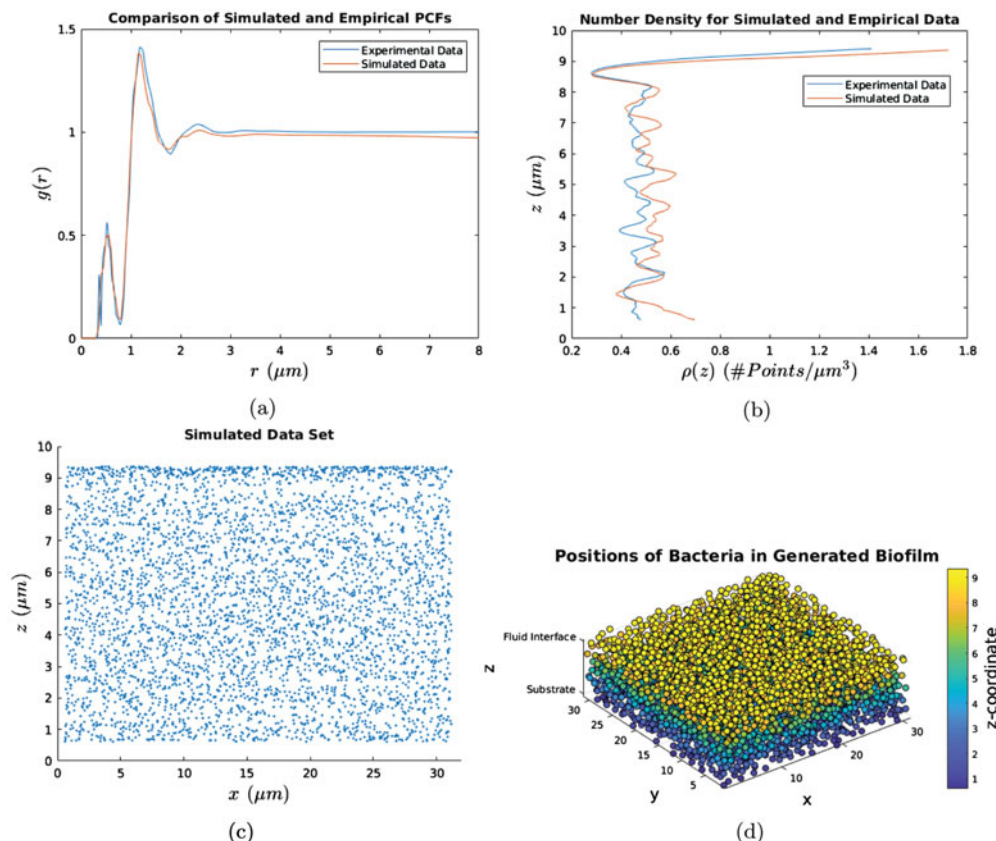 Comparison of Simulated and Empirical PCFs
1.5
1
0.5
0
g(r)
Experimental Data
Simulated Data
0 1 2 3 4 5 6 7 8
r (μm)
(a)
Number Density for Simulated and Empirical Data
10
9
8
7
6
5
4
3
2
1
0
z (μm)
Experimental Data
Simulated Data
0.2 0.4 0.6 0.8 1 1.2 1.4 1.6 1.8
ρ(z) (#Points/μm³)
(b)
Simulated Data Set
10
9
8
7
6
5
4
3
2
1
0
z (μm)
0 5 10 15 20 25 30
x (μm)
(c)
Positions of Bacteria in Generated Biofilm
Fluid Interface
z
Substrate
30
25
20
15
10
5
y
10
20
30
x
9
8
7
6
5
4
3
2
1
z-coordinate
(d)